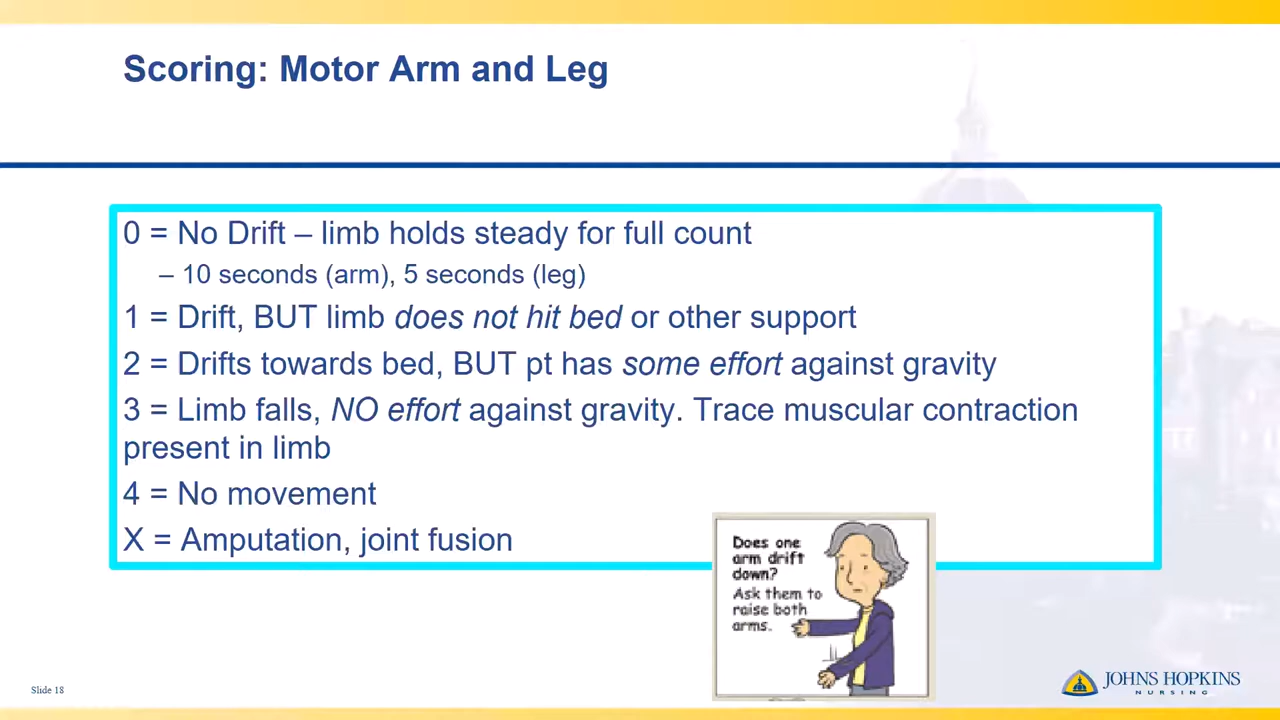 Scoring: Motor Arm and Leg
0 = No Drift – limb holds steady for full count
– 10 seconds (arm), 5 seconds (leg)
1 = Drift, BUT limb does not hit bed or other support
2 = Drifts towards bed, BUT pt has some effort against gravity
3 = Limb falls, NO effort against gravity. Trace muscular contraction
present in limb
4 = No movement
X = Amputation, joint fusion
Does one
arm drift
down?
Ask them to
raise both
arms.
Slide 18
JOHNS HOPKINS
NURSING